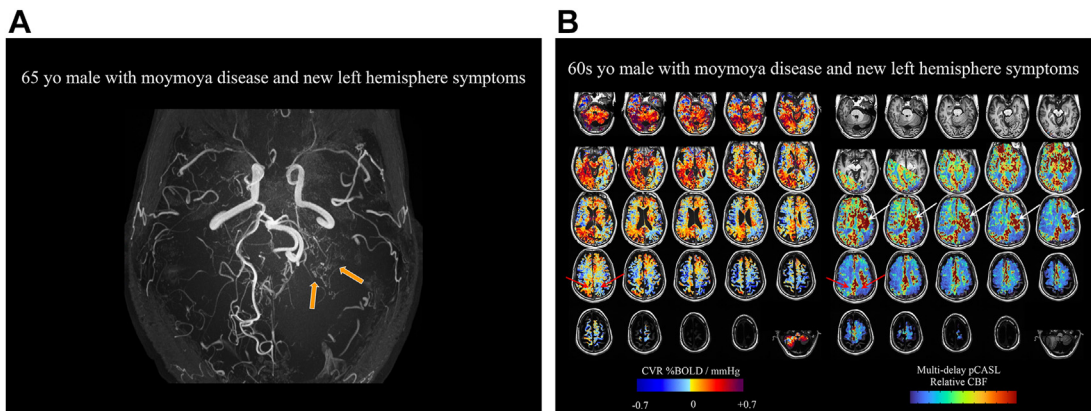 A
65 yo male with moymoya disease and new left hemisphere symptoms
B
60s yo male with moymoya disease and new left hemisphere symptoms
CVR %BOLD / mmHg
-0.7 0 +0.7
Multi-delay pCASL
Relative CBF